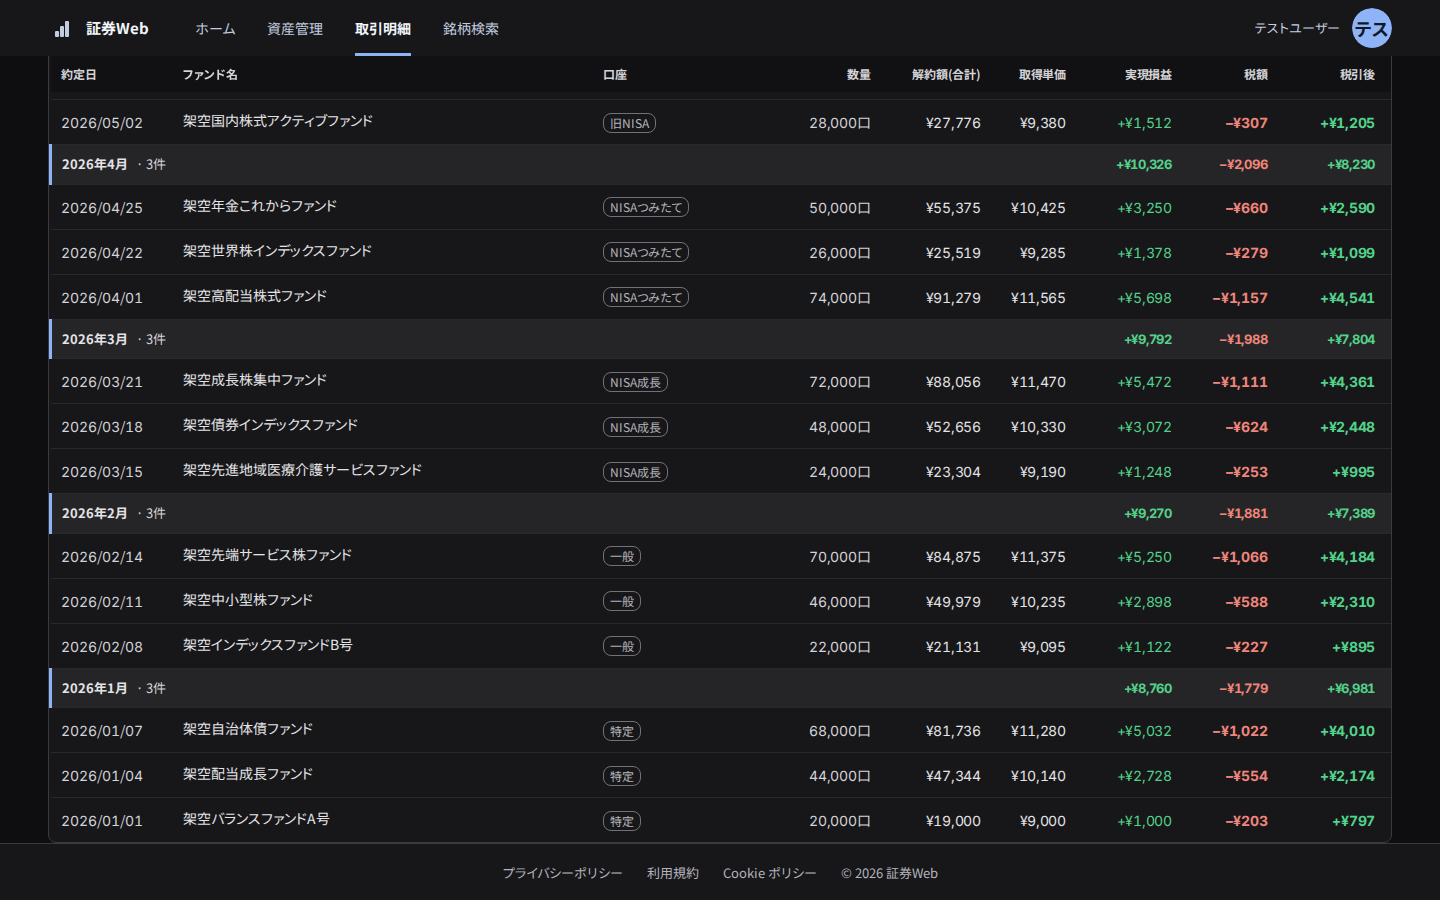 証券Web ホーム 資産管理 取引明細 銘柄検索 テストユーザー テス
約定日 ファンド名 口座 数量 解約額(合計) 取得単価 実現損益 税額 税引後
2026/05/02 架空国内株式アクティブファンド 旧NISA 28,000口 ¥27,776 ¥9,380 +¥1,512 −¥307 +¥1,205
2026年4月 · 3件 +¥10,326 −¥2,096 +¥8,230
2026/04/25 架空年金これからファンド NISAつみたて 50,000口 ¥55,375 ¥10,425 +¥3,250 −¥660 +¥2,590
2026/04/22 架空世界株インデックスファンド NISAつみたて 26,000口 ¥25,519 ¥9,285 +¥1,378 −¥279 +¥1,099
2026/04/01 架空高配当株式ファンド NISAつみたて 74,000口 ¥91,279 ¥11,565 +¥5,698 −¥1,157 +¥4,541
2026年3月 · 3件 +¥9,792 −¥1,988 +¥7,804
2026/03/21 架空成長株集中ファンド NISA成長 72,000口 ¥88,056 ¥11,470 +¥5,472 −¥1,111 +¥4,361
2026/03/18 架空債券インデックスファンド NISA成長 48,000口 ¥52,656 ¥10,330 +¥3,072 −¥624 +¥2,448
2026/03/15 架空先進地域医療介護サービスファンド NISA成長 24,000口 ¥23,304 ¥9,190 +¥1,248 −¥253 +¥995
2026年2月 · 3件 +¥9,270 −¥1,881 +¥7,389
2026/02/14 架空先端サービス株ファンド 一般 70,000口 ¥84,875 ¥11,375 +¥5,250 −¥1,066 +¥4,184
2026/02/11 架空中小型株ファンド 一般 46,000口 ¥49,979 ¥10,235 +¥2,898 −¥588 +¥2,310
2026/02/08 架空インデックスファンドB号 一般 22,000口 ¥21,131 ¥9,095 +¥1,122 −¥227 +¥895
2026年1月 · 3件 +¥8,760 −¥1,779 +¥6,981
2026/01/07 架空自治体債ファンド 特定 68,000口 ¥81,736 ¥11,280 +¥5,032 −¥1,022 +¥4,010
2026/01/04 架空配当成長ファンド 特定 44,000口 ¥47,344 ¥10,140 +¥2,728 −¥554 +¥2,174
2026/01/01 架空バランスファンドA号 特定 20,000口 ¥19,000 ¥9,000 +¥1,000 −¥203 +¥797
プライバシーポリシー 利用規約 Cookie ポリシー © 2026 証券Web